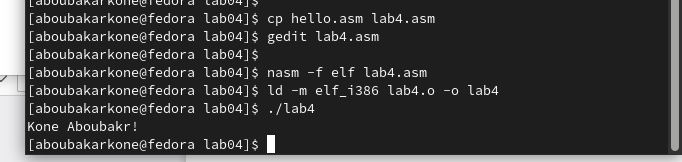 [aboubakarkone@fedora lab04]$
[aboubakarkone@fedora lab04]$ cp hello.asm lab4.asm
[aboubakarkone@fedora lab04]$ gedit lab4.asm
[aboubakarkone@fedora lab04]$
[aboubakarkone@fedora lab04]$ nasm -f elf lab4.asm
[aboubakarkone@fedora lab04]$ ld -m elf_i386 lab4.o -o lab4
[aboubakarkone@fedora lab04]$ ./lab4
Kone Aboubakr!
[aboubakarkone@fedora lab04]$